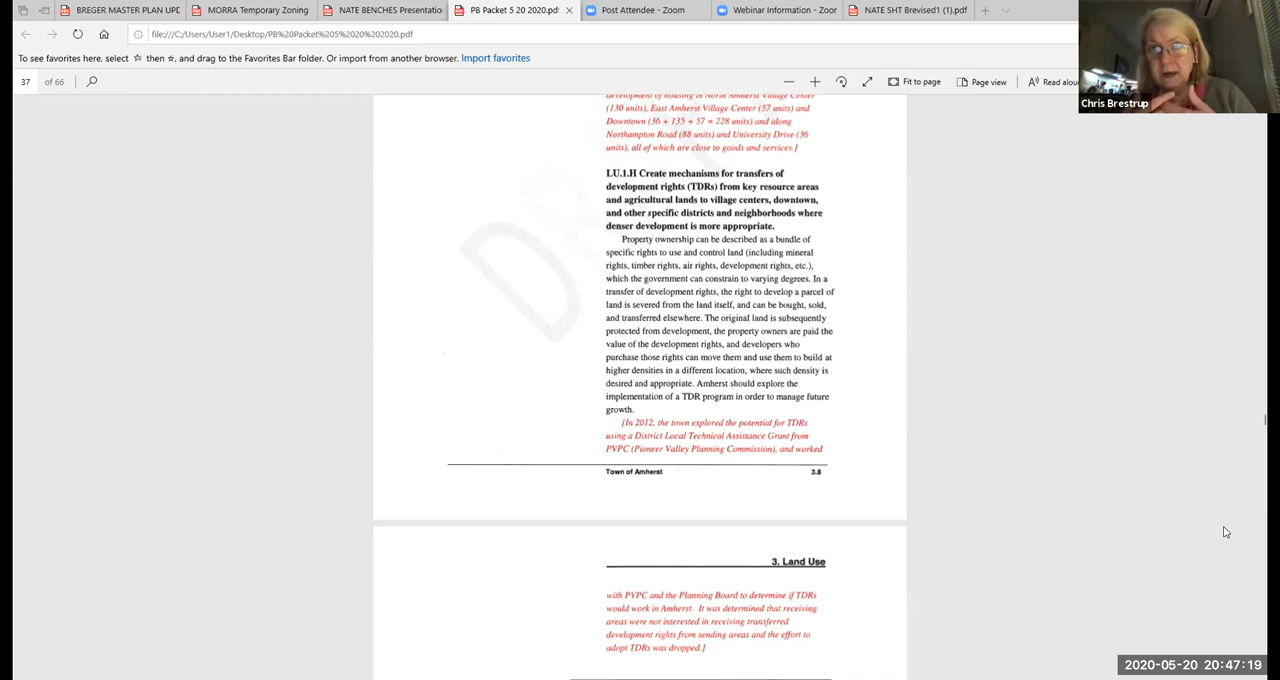 BREGER MASTER PLAN UPD
MORRA Temporary Zoning
NATE BENCHES Presentatio
PB Packet 5 20 2020.pdf
Post Attendee - Zoom
Webinar Information - Zoor
NATE SHT Brevised1 (1).pdf
file:///C:/Users/User1/Desktop/PB%20Packet%205%2020%202020.pdf
To see favorites here, select ☆ then ☆, and drag to the Favorites Bar folder. Or import from another browser. Import favorites
37 of 66
Fit to page
Page view
Read alou
Chris Brestrup
development of housing in North Amherst Village Center
(130 units), East Amherst Village Center (57 units) and
Downtown (36 + 135 + 57 = 228 units) and along
Northampton Road (88 units) and University Drive (36
units), all of which are close to goods and services.]
LU.1.H Create mechanisms for transfers of
development rights (TDRs) from key resource areas
and agricultural lands to village centers, downtown,
and other specific districts and neighborhoods where
denser development is more appropriate.
Property ownership can be described as a bundle of
specific rights to use and control land (including mineral
rights, timber rights, air rights, development rights, etc.),
which the government can constrain to varying degrees. In a
transfer of development rights, the right to develop a parcel of
land is severed from the land itself, and can be bought, sold,
and transferred elsewhere. The original land is subsequently
protected from development, the property owners are paid the
value of the development rights, and developers who
purchase those rights can move them and use them to build at
higher densities in a different location, where such density is
desired and appropriate. Amherst should explore the
implementation of a TDR program in order to manage future
growth.
[In 2012, the town explored the potential for TDRs
using a District Local Technical Assistance Grant from
PVPC (Pioneer Valley Planning Commission), and worked
Town of Amherst 3.8
3. Land Use
with PVPC and the Planning Board to determine if TDRs
would work in Amherst. It was determined that receiving
areas were not interested in receiving transferred
development rights from sending areas and the effort to
adopt TDRs was dropped.]
2020-05-20 20:47:19